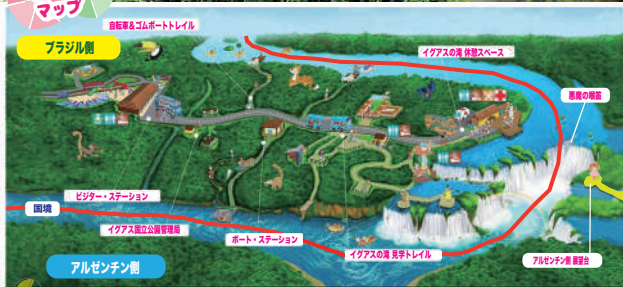 マップ
自転車&ゴムボートトレイル
ブラジル側
イグアスの滝 休憩スペース
悪魔の喉笛
ビジター・ステーション
国境
イグアス国立公園管理局
ボート・ステーション
イグアスの滝 見学トレイル
アルゼンチン側 展望台
アルゼンチン側